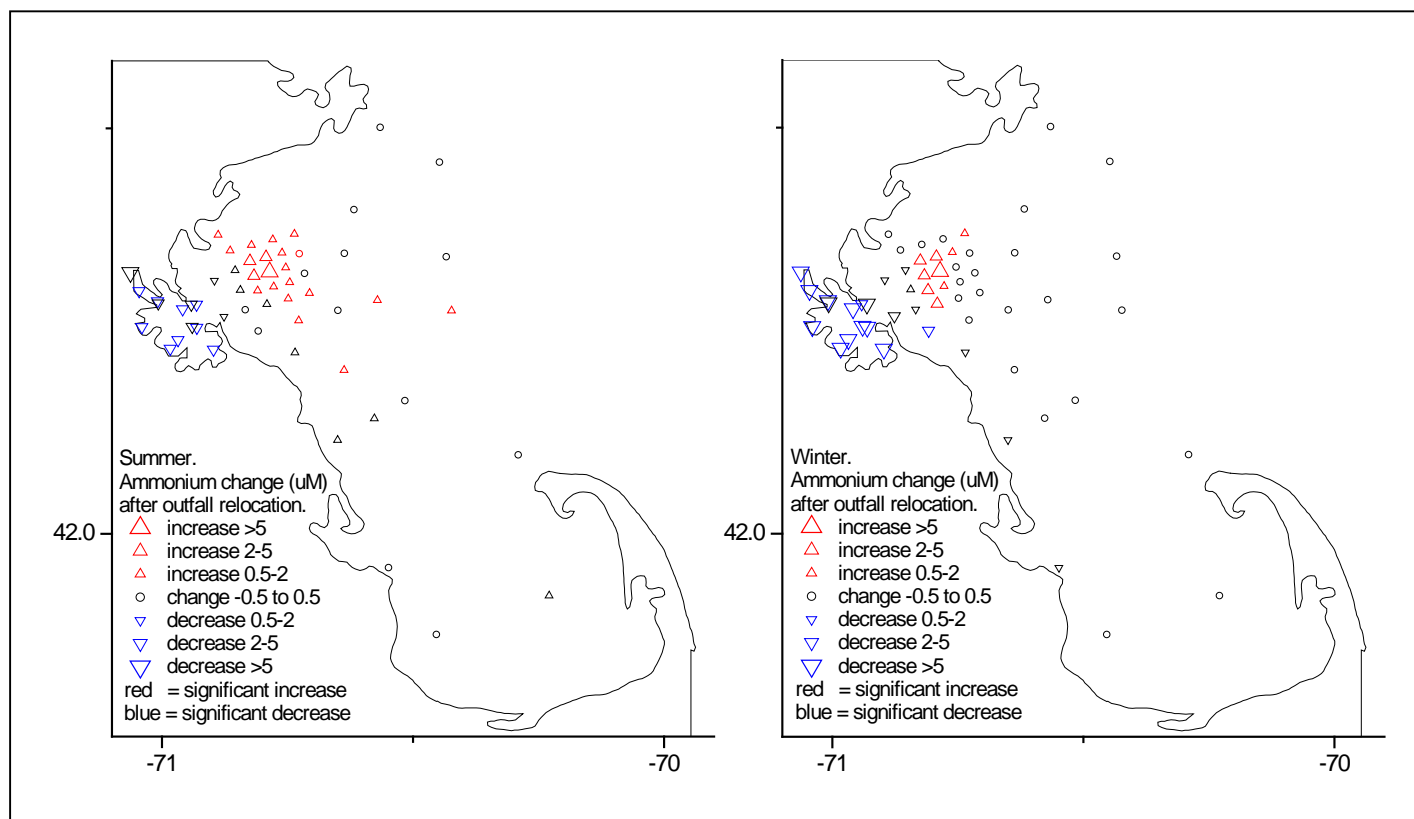 Summer.
Ammonium change (uM)
after outfall relocation.
increase >5
increase 2-5
increase 0.5-2
change -0.5 to 0.5
decrease 0.5-2
decrease 2-5
decrease >5
red = significant increase
blue = significant decrease
42.0
-71
-70
Winter.
Ammonium change (uM)
after outfall relocation.
increase >5
increase 2-5
increase 0.5-2
change -0.5 to 0.5
decrease 0.5-2
decrease 2-5
decrease >5
red = significant increase
blue = significant decrease
42.0
-71
-70